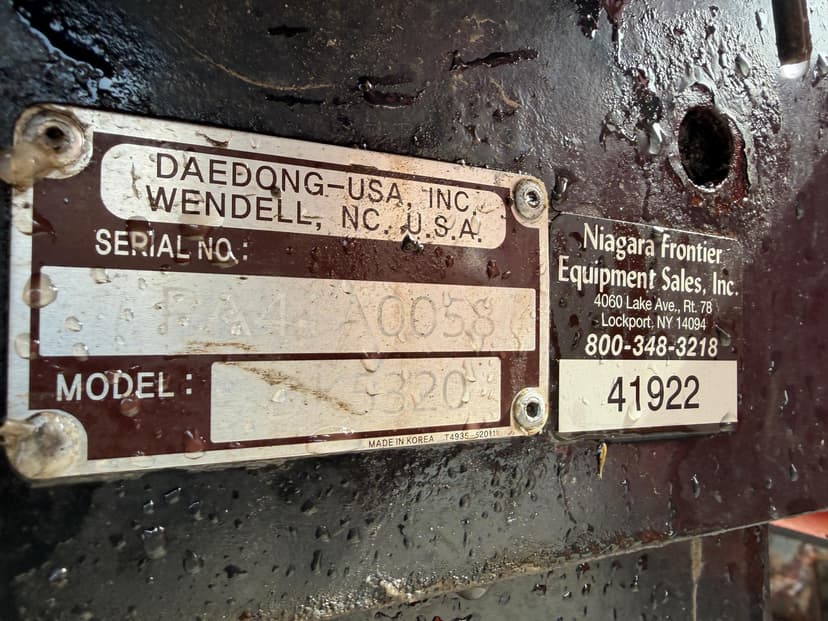 DAEDONG-USA, INC.
WENDELL, NC. U.S.A.
SERIAL NO.:
MODEL:
MADE IN KOREA
Niagara Frontier
Equipment Sales, Inc.
4060 Lake Ave., Rt. 78
Lockport, NY 14094
800-348-3218
41922